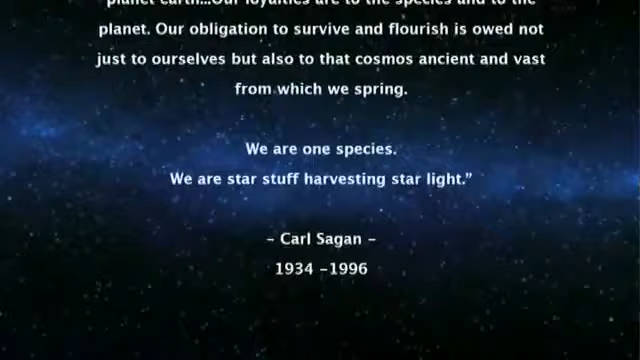 planet earth...Our loyalties are to the species and to the
planet. Our obligation to survive and flourish is owed not
just to ourselves but also to that cosmos ancient and vast
from which we spring.
We are one species.
We are star stuff harvesting star light.”
– Carl Sagan –
1934 –1996